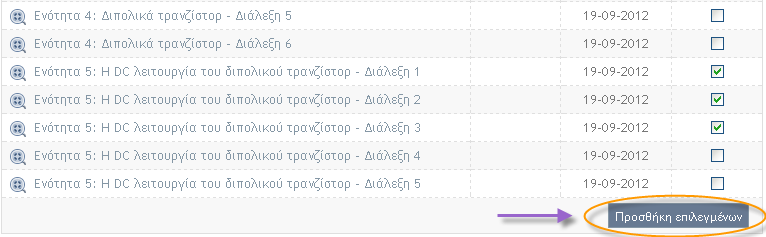 Ενότητα 4: Διπολικά τρανζίστορ - Διάλεξη 5 19-09-2012
Ενότητα 4: Διπολικά τρανζίστορ - Διάλεξη 6 19-09-2012
Ενότητα 5: Η DC λειτουργία του διπολικού τρανζίστορ - Διάλεξη 1 19-09-2012
Ενότητα 5: Η DC λειτουργία του διπολικού τρανζίστορ - Διάλεξη 2 19-09-2012
Ενότητα 5: Η DC λειτουργία του διπολικού τρανζίστορ - Διάλεξη 3 19-09-2012
Ενότητα 5: Η DC λειτουργία του διπολικού τρανζίστορ - Διάλεξη 4 19-09-2012
Ενότητα 5: Η DC λειτουργία του διπολικού τρανζίστορ - Διάλεξη 5 19-09-2012
Προσθήκη επιλεγμένων